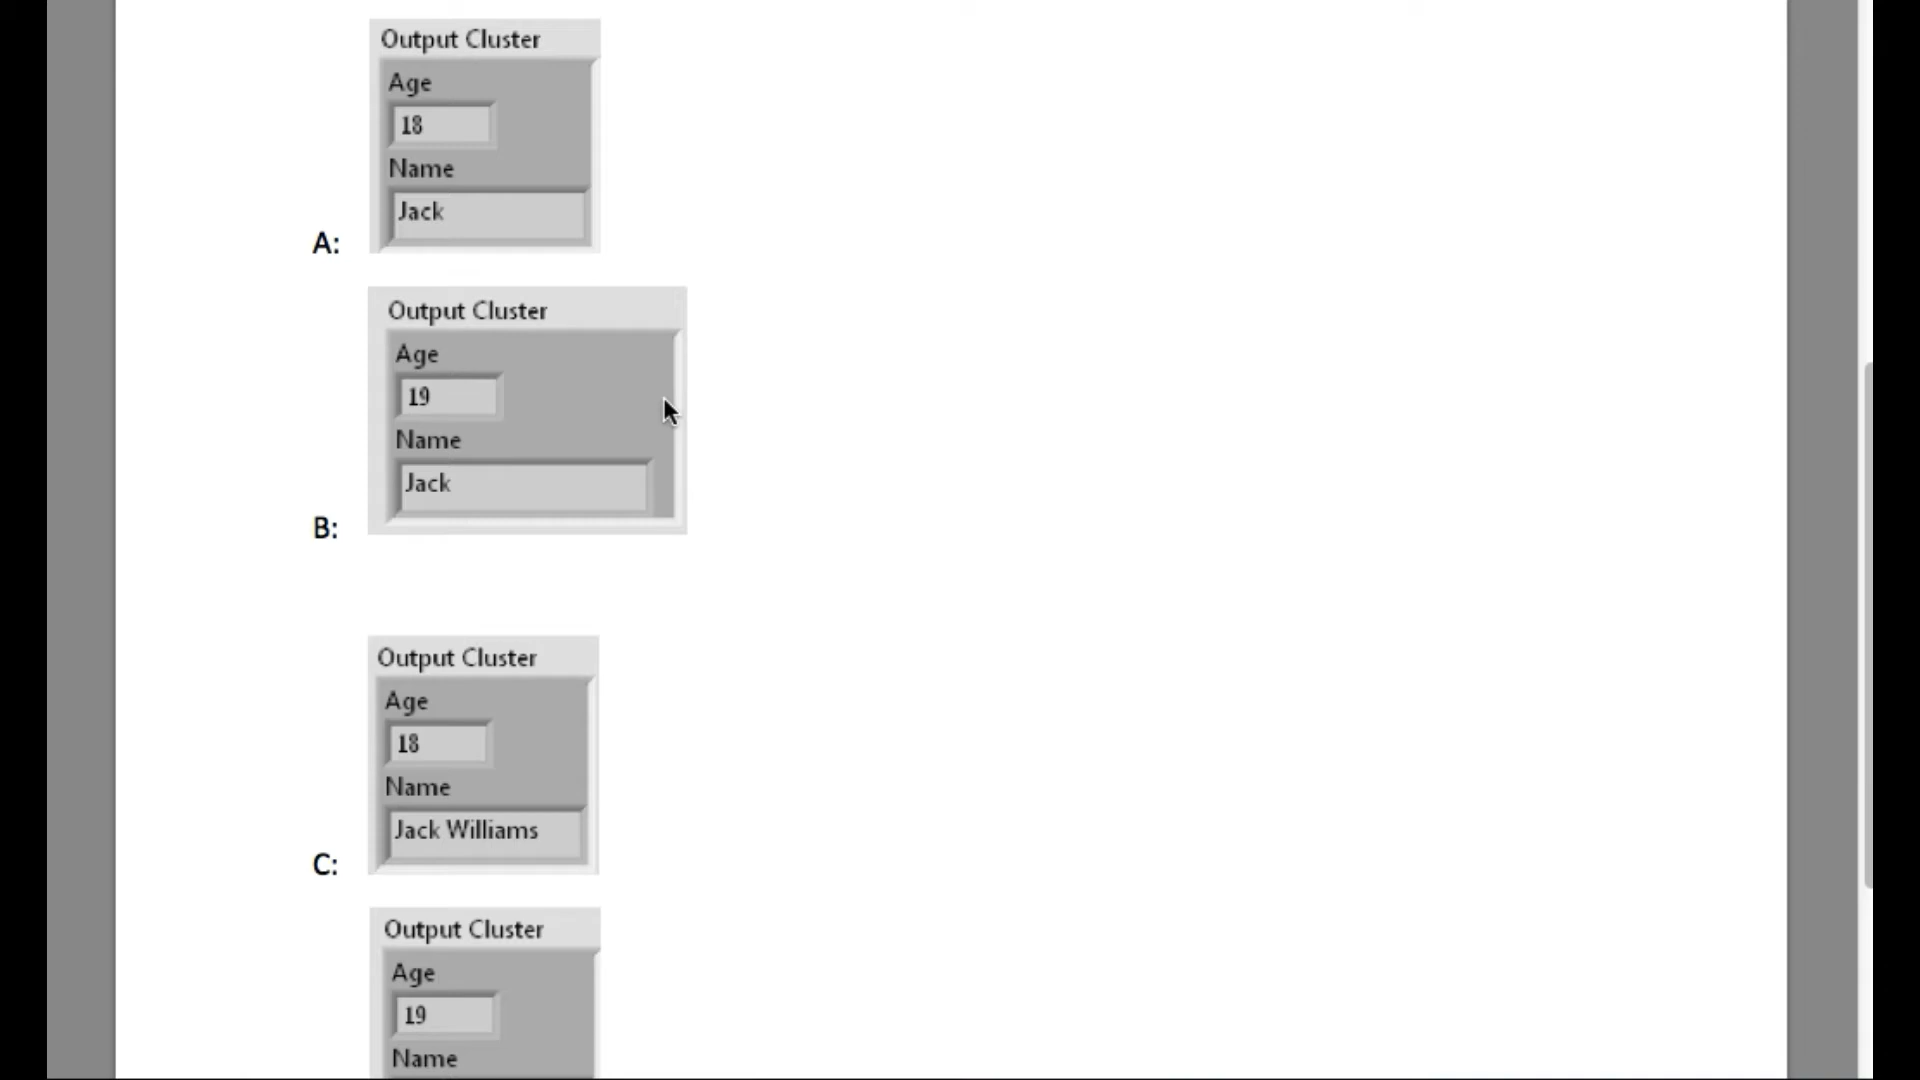 Output Cluster
Age
18
Name
Jack
A:
Output Cluster
Age
19
Name
Jack
B:
Output Cluster
Age
18
Name
Jack Williams
C:
Output Cluster
Age
19
Name